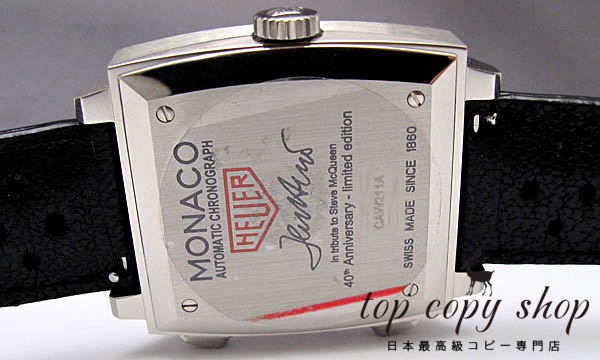 MONACO
AUTOMATIC CHRONOGRAPH
HEUER
In tribute to Steve McQueen
40th Anniversary - limited edition
CAW211A
SWISS MADE SINCE 1860
top copy shop
日本最高級コピー専門店